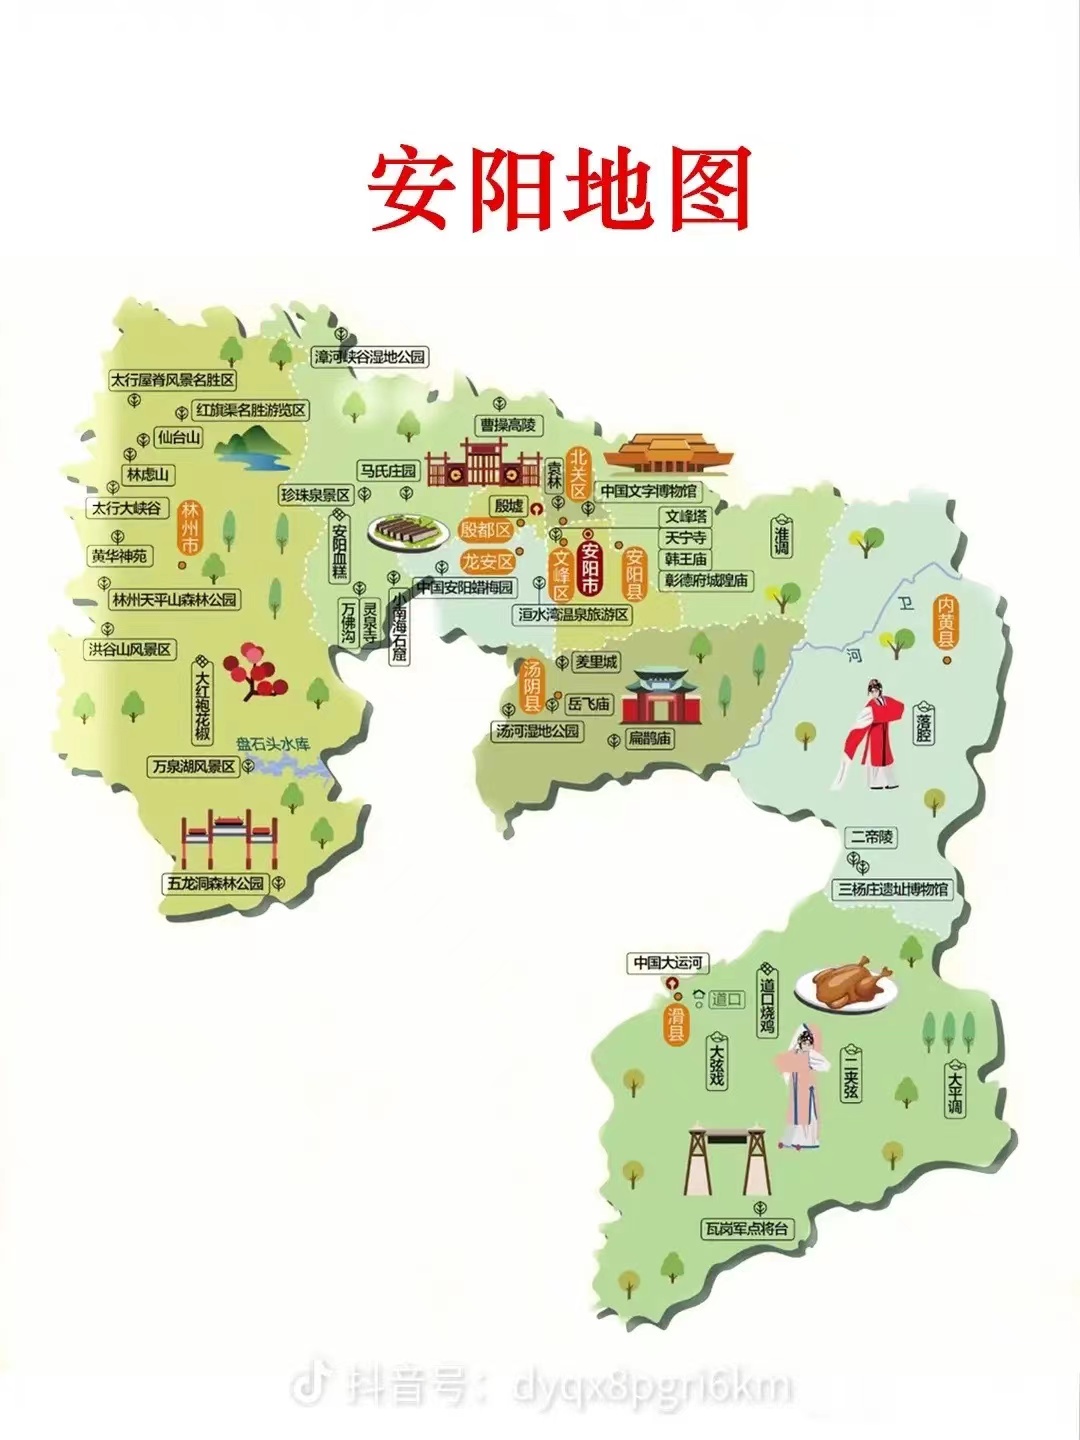 安阳地图
漳河峡谷湿地公园
太行屋脊风景名胜区
红旗渠名胜游览区
仙台山
林虑山
太行大峡谷
林州市
黄华神苑
林州天平山森林公园
洪谷山风景区
大红袍花椒
盘石头水库
万泉湖风景区
五龙洞森林公园
曹操高陵
马氏庄园
珍珠泉景区
安阳血糕
殷墟
殷都区
龙安区
袁林
北关区
中国文字博物馆
文峰塔
天宁寺
韩王庙
彰德府城隍庙
淮调
文峰区
安阳市
安阳县
中国安阳蜡梅园
洹水湾温泉旅游区
万佛沟
灵泉寺
小南海石窟
汤阴县
羑里城
岳飞庙
汤河湿地公园
扁鹊庙
卫河
内黄县
落腔
二帝陵
三杨庄遗址博物馆
中国大运河
道口
滑县
道口烧鸡
大弦戏
二夹弦
大平调
瓦岗军点将台
抖音号：dyqx8pgri6km